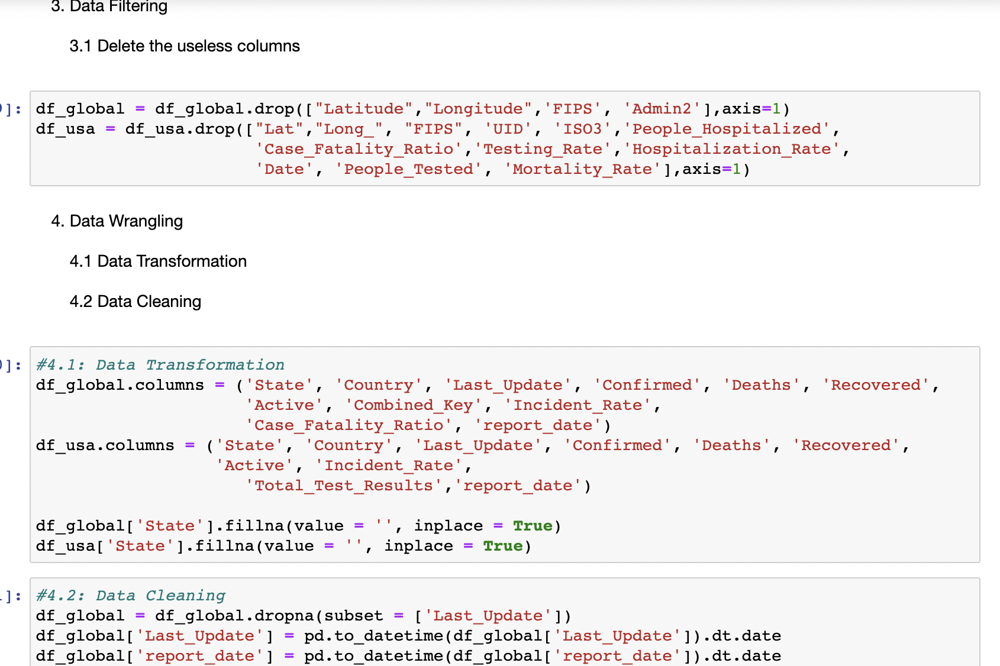 3. Data Filtering
3.1 Delete the useless columns
]: df_global = df_global.drop(["Latitude","Longitude",'FIPS', 'Admin2'],axis=1)
df_usa = df_usa.drop(["Lat","Long_", "FIPS", 'UID', 'ISO3','People_Hospitalized',
'Case_Fatality_Ratio','Testing_Rate','Hospitalization_Rate',
'Date', 'People_Tested', 'Mortality_Rate'],axis=1)
4. Data Wrangling
4.1 Data Transformation
4.2 Data Cleaning
]: #4.1: Data Transformation
df_global.columns = ('State', 'Country', 'Last_Update', 'Confirmed', 'Deaths', 'Recovered',
'Active', 'Combined_Key', 'Incident_Rate',
'Case_Fatality_Ratio', 'report_date')
df_usa.columns = ('State', 'Country', 'Last_Update', 'Confirmed', 'Deaths', 'Recovered',
'Active', 'Incident_Rate',
'Total_Test_Results','report_date')
df_global['State'].fillna(value = '', inplace = True)
df_usa['State'].fillna(value = '', inplace = True)
]: #4.2: Data Cleaning
df_global = df_global.dropna(subset = ['Last_Update'])
df_global['Last_Update'] = pd.to_datetime(df_global['Last_Update']).dt.date
df_global['report_date'] = pd.to_datetime(df_global['report_date']).dt.date